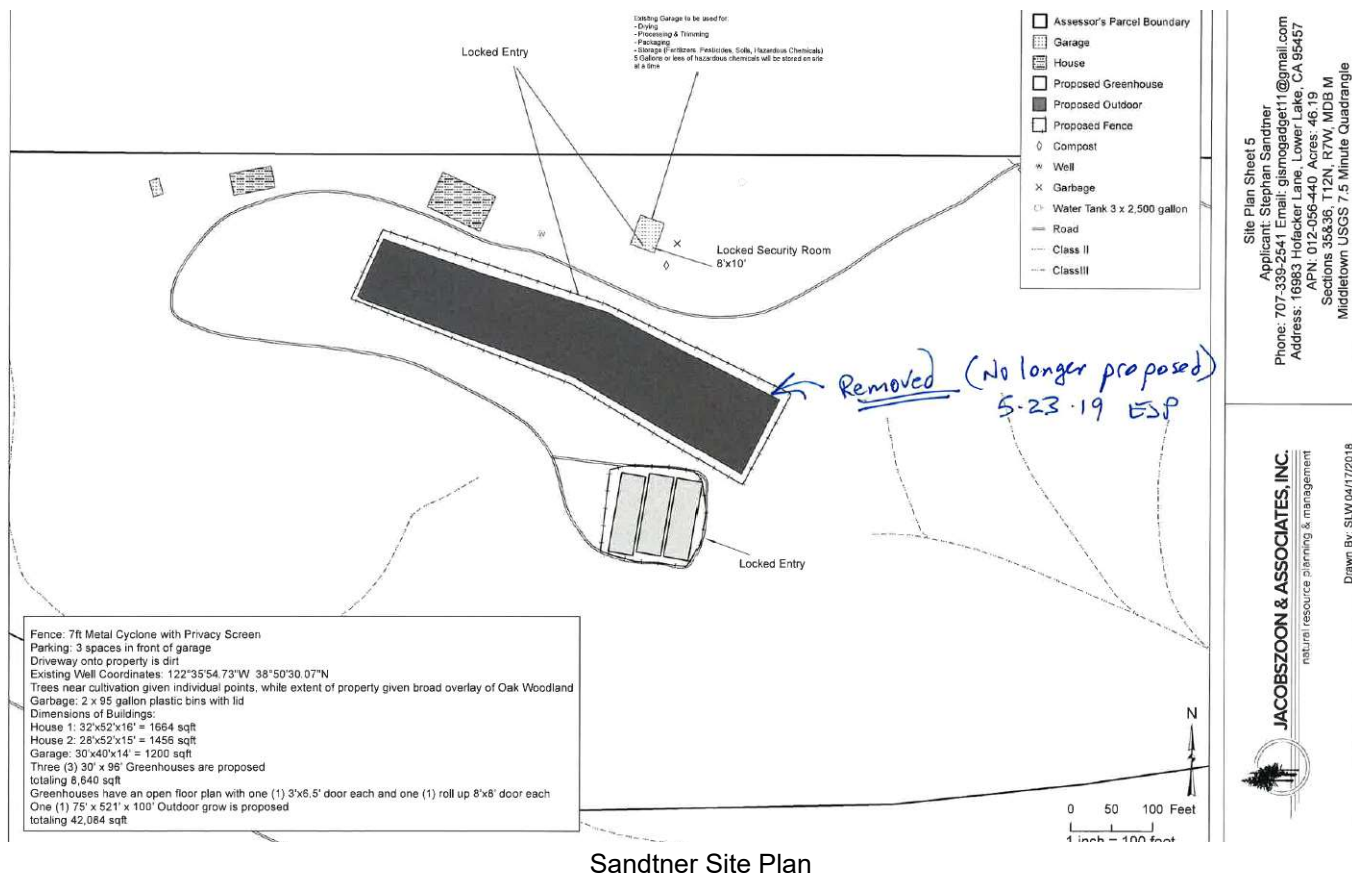 Existing Garage to be used for:
- Drying
- Processing & Trimming
- Packaging
- Storage (Fertilizers, Pesticides, Soils, Hazardous Chemicals)
5 Gallons or less of hazardous chemicals will be stored on site
at a time
Locked Entry
Locked Security Room
8'x10'
Removed (No longer proposed)
5.23.19 ESP
Locked Entry
Assessor's Parcel Boundary
Garage
House
Proposed Greenhouse
Proposed Outdoor
Proposed Fence
Compost
Well
Garbage
Water Tank 3 x 2,500 gallon
Road
Class II
ClassIII
Fence: 7ft Metal Cyclone with Privacy Screen
Parking: 3 spaces in front of garage
Driveway onto property is dirt
Existing Well Coordinates: 122°35'54.73"W 38°50'30.07"N
Trees near cultivation given individual points, while extent of property given broad overlay of Oak Woodland
Garbage: 2 x 95 gallon plastic bins with lid
Dimensions of Buildings:
House 1: 32'x52'x16' = 1664 sqft
House 2: 28'x52'x15' = 1456 sqft
Garage: 30'x40'x14' = 1200 sqft
Three (3) 30' x 96' Greenhouses are proposed
totaling 8,640 sqft
Greenhouses have an open floor plan with one (1) 3'x6.5' door each and one (1) roll up 8'x8' door each
One (1) 75' x 521' x 100' Outdoor grow is proposed
totaling 42,084 sqft
N
0 50 100 Feet
1 inch = 100 feet
Site Plan Sheet 5
Applicant: Stephan Sandtner
Phone: 707-339-2541 Email: gismogadget11@gmail.com
Address: 16983 Hofacker Lane, Lower Lake, CA 95457
APN: 012-056-440 Acres: 46.19
Sections 35&36, T12N, R7W, MDB M
Middletown USGS 7.5 Minute Quadrangle
JACOBSZOON & ASSOCIATES, INC.
natural resource planning & management
Drawn By: SLW 04/17/2018
Sandtner Site Plan